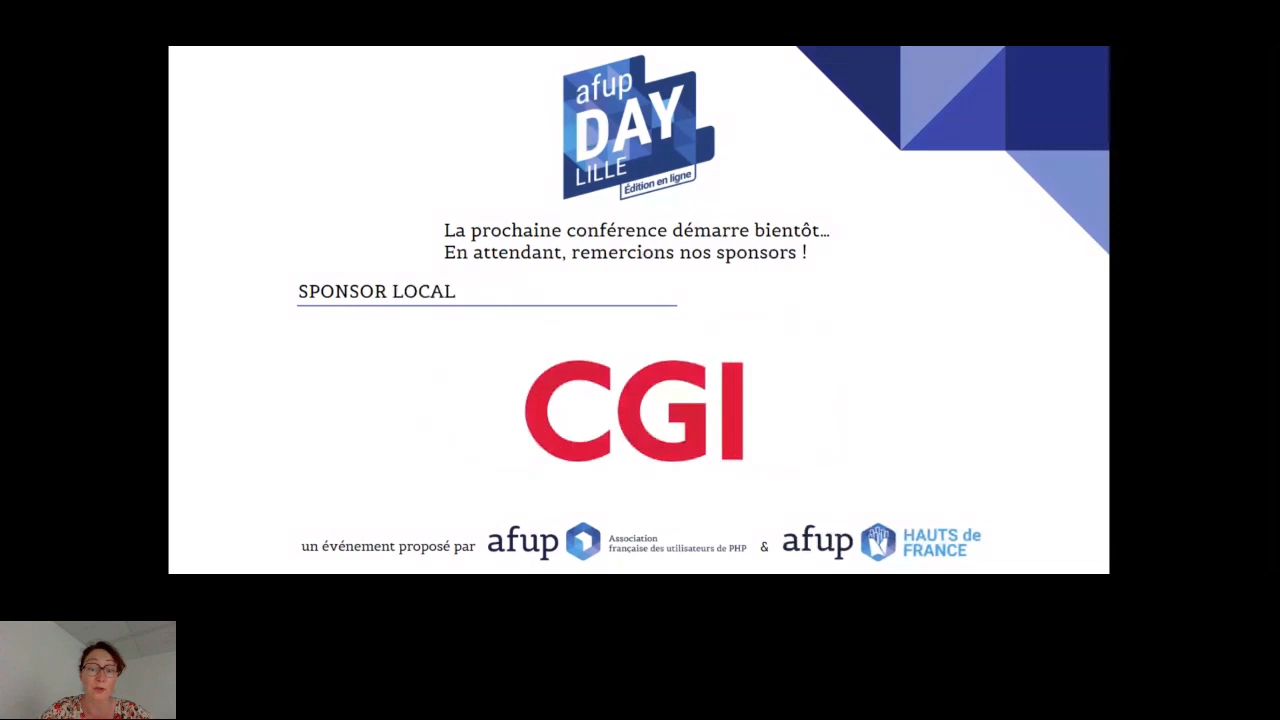 afup
DAY
LILLE
Édition en ligne
La prochaine conférence démarre bientôt...
En attendant, remercions nos sponsors !
SPONSOR LOCAL
CGI
un événement proposé par afup Association française des utilisateurs de PHP & afup HAUTS de FRANCE